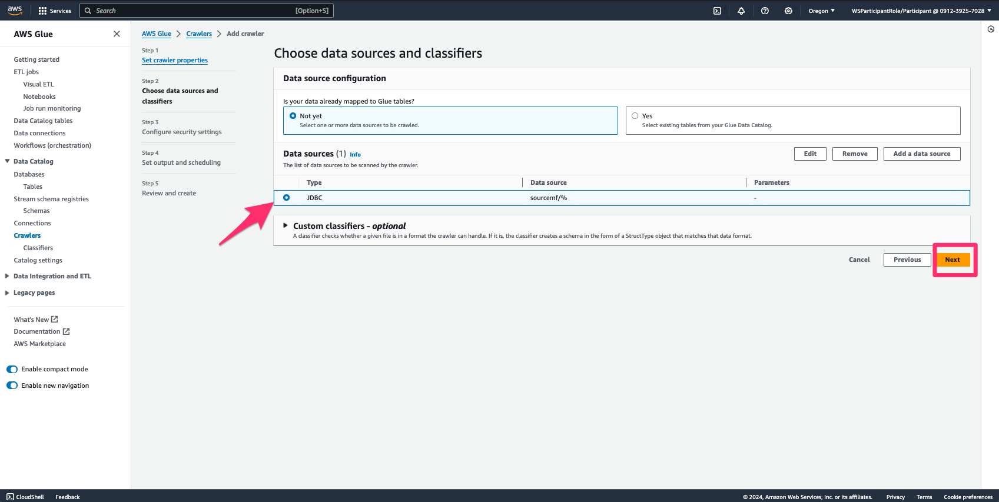 aws Services Search [Option+S] Oregon ▼ WSParticipantRole/Participant @ 0912-3925-7028 ▼
AWS Glue
Getting started
ETL jobs
Visual ETL
Notebooks
Job run monitoring
Data Catalog tables
Data connections
Workflows (orchestration)
Data Catalog
Databases
Tables
Stream schema registries
Schemas
Connections
Crawlers
Classifiers
Catalog settings
Data Integration and ETL
Legacy pages
What's New
Documentation
AWS Marketplace
Enable compact mode
Enable new navigation
AWS Glue > Crawlers > Add crawler
Step 1
Set crawler properties
Step 2
Choose data sources and
classifiers
Step 3
Configure security settings
Step 4
Set output and scheduling
Step 5
Review and create
Choose data sources and classifiers
Data source configuration
Is your data already mapped to Glue tables?
Not yet
Select one or more data sources to be crawled.
Yes
Select existing tables from your Glue Data Catalog.
Data sources (1) Info
Edit Remove Add a data source
The list of data sources to be scanned by the crawler.
Type Data source Parameters
JDBC sourcemf/% -
Custom classifiers - optional
A classifier checks whether a given file is in a format the crawler can handle. If it is, the classifier creates a schema in the form of a StructType object that matches that data format.
Cancel Previous Next
CloudShell Feedback © 2024, Amazon Web Services, Inc. or its affiliates. Privacy Terms Cookie preferences